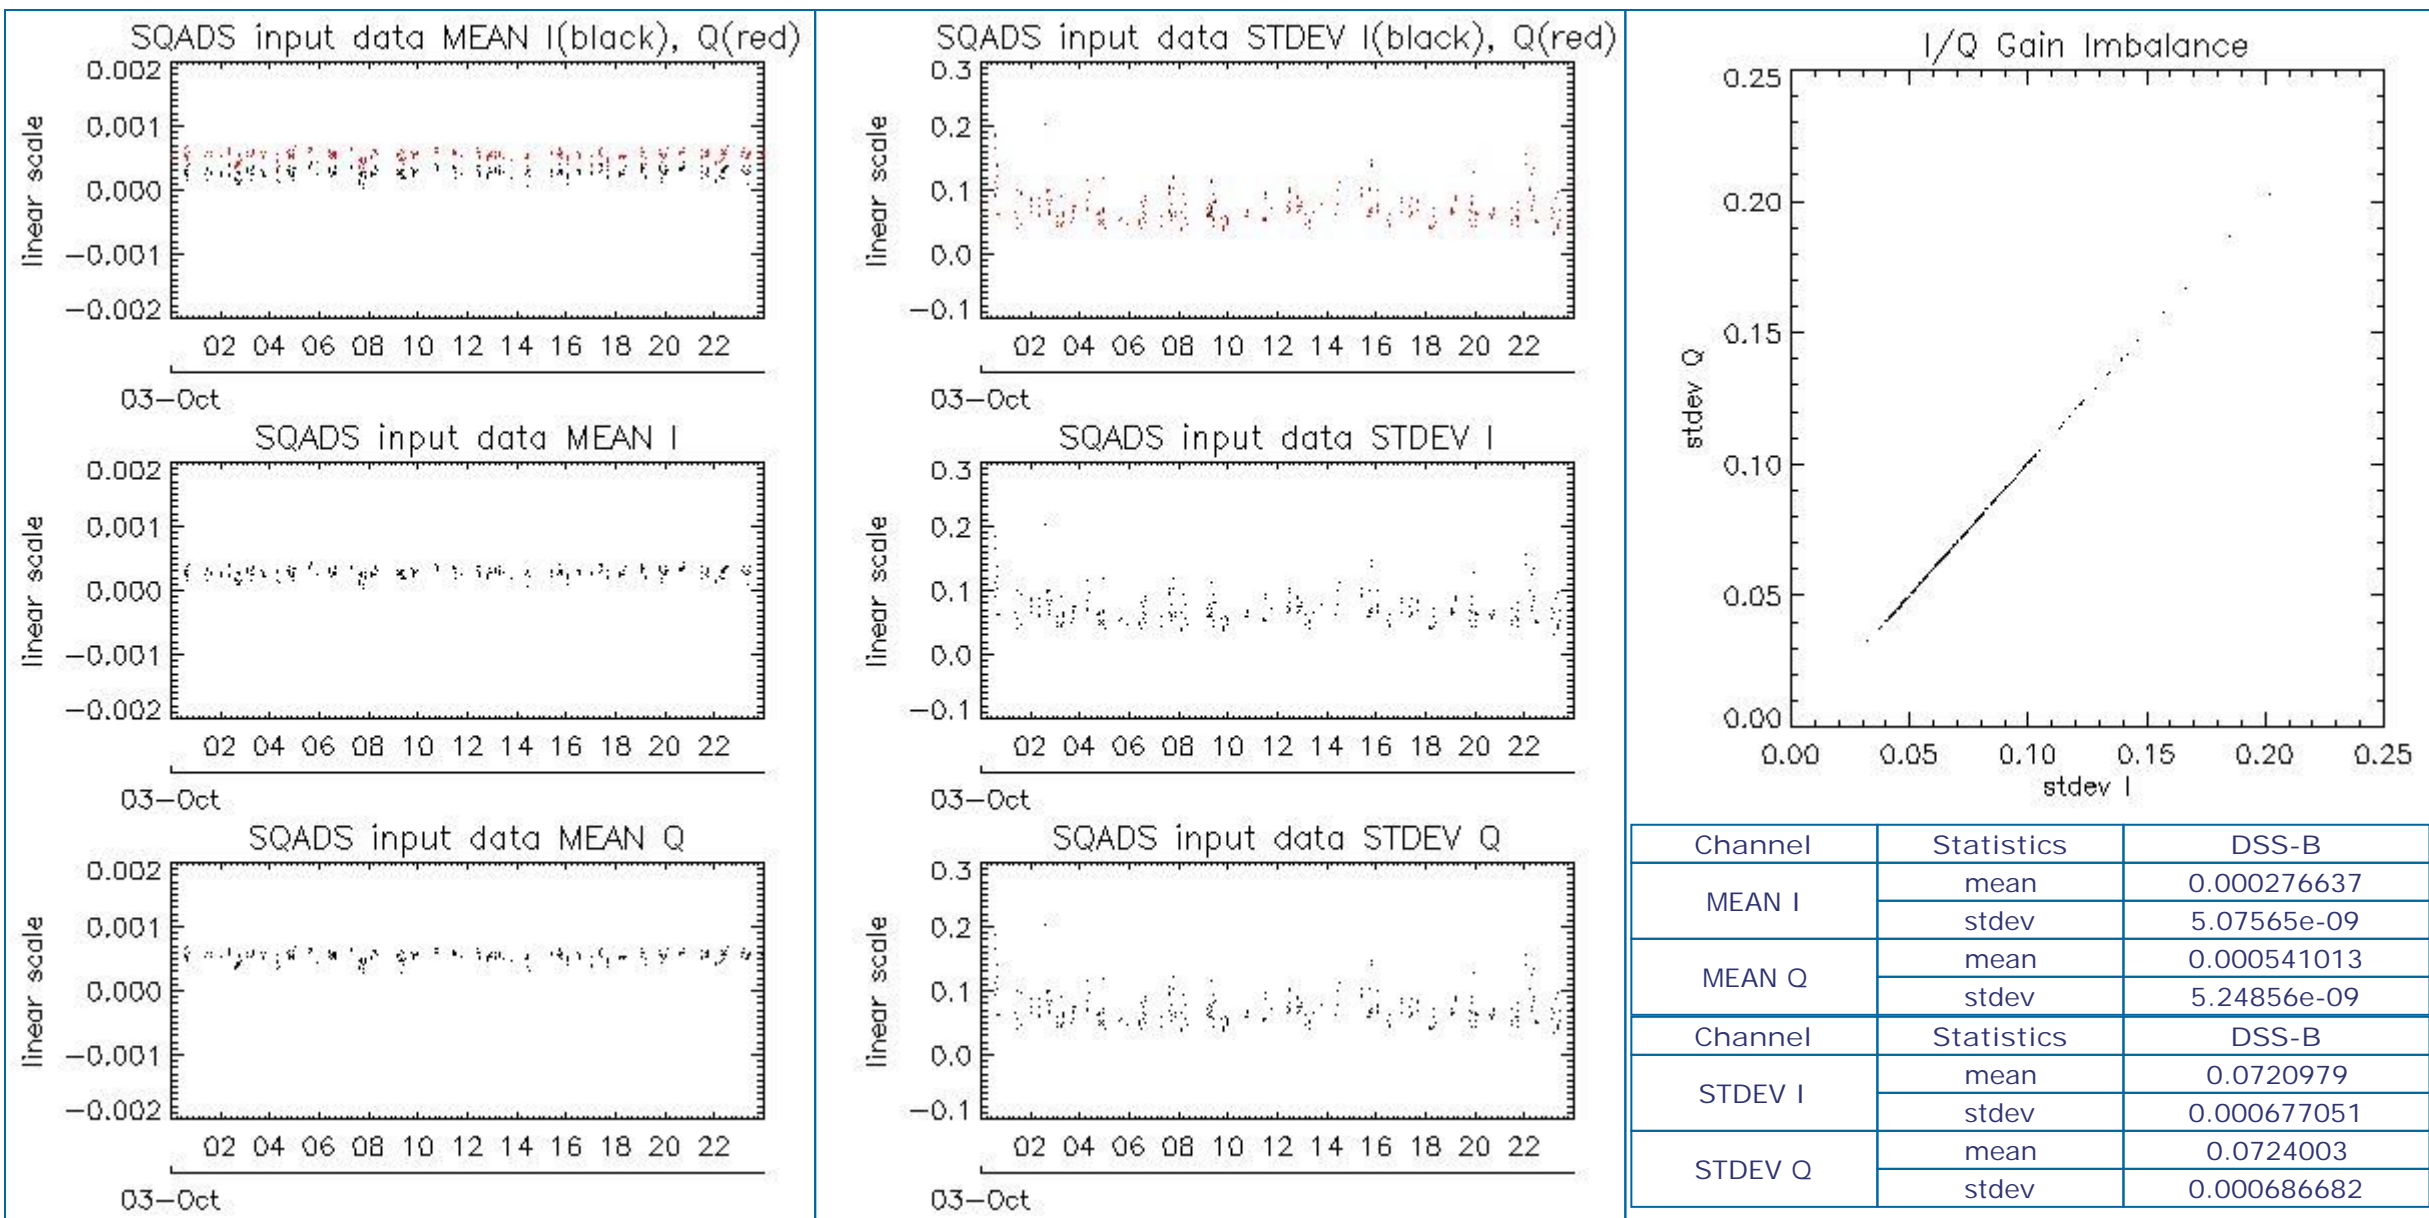 SQADS input data MEAN I(black), Q(red)
0.002
0.001
0.000
−0.001
−0.002
linear scale
02 04 06 08 10 12 14 16 18 20 22
03−Oct
SQADS input data MEAN I
0.002
0.001
0.000
−0.001
−0.002
linear scale
02 04 06 08 10 12 14 16 18 20 22
03−Oct
SQADS input data MEAN Q
0.002
0.001
0.000
−0.001
−0.002
linear scale
02 04 06 08 10 12 14 16 18 20 22
03−Oct
SQADS input data STDEV I(black), Q(red)
0.3
0.2
0.1
0.0
−0.1
linear scale
02 04 06 08 10 12 14 16 18 20 22
03−Oct
SQADS input data STDEV I
0.3
0.2
0.1
0.0
−0.1
linear scale
02 04 06 08 10 12 14 16 18 20 22
03−Oct
SQADS input data STDEV Q
0.3
0.2
0.1
0.0
−0.1
linear scale
02 04 06 08 10 12 14 16 18 20 22
03−Oct
I/Q Gain Imbalance
0.25
0.20
0.15
0.10
0.05
0.00
stdev Q
0.00 0.05 0.10 0.15 0.20 0.25
stdev I
Channel Statistics DSS-B
MEAN I mean 0.000276637
stdev 5.07565e-09
MEAN Q mean 0.000541013
stdev 5.24856e-09
Channel Statistics DSS-B
STDEV I mean 0.0720979
stdev 0.000677051
STDEV Q mean 0.0724003
stdev 0.000686682